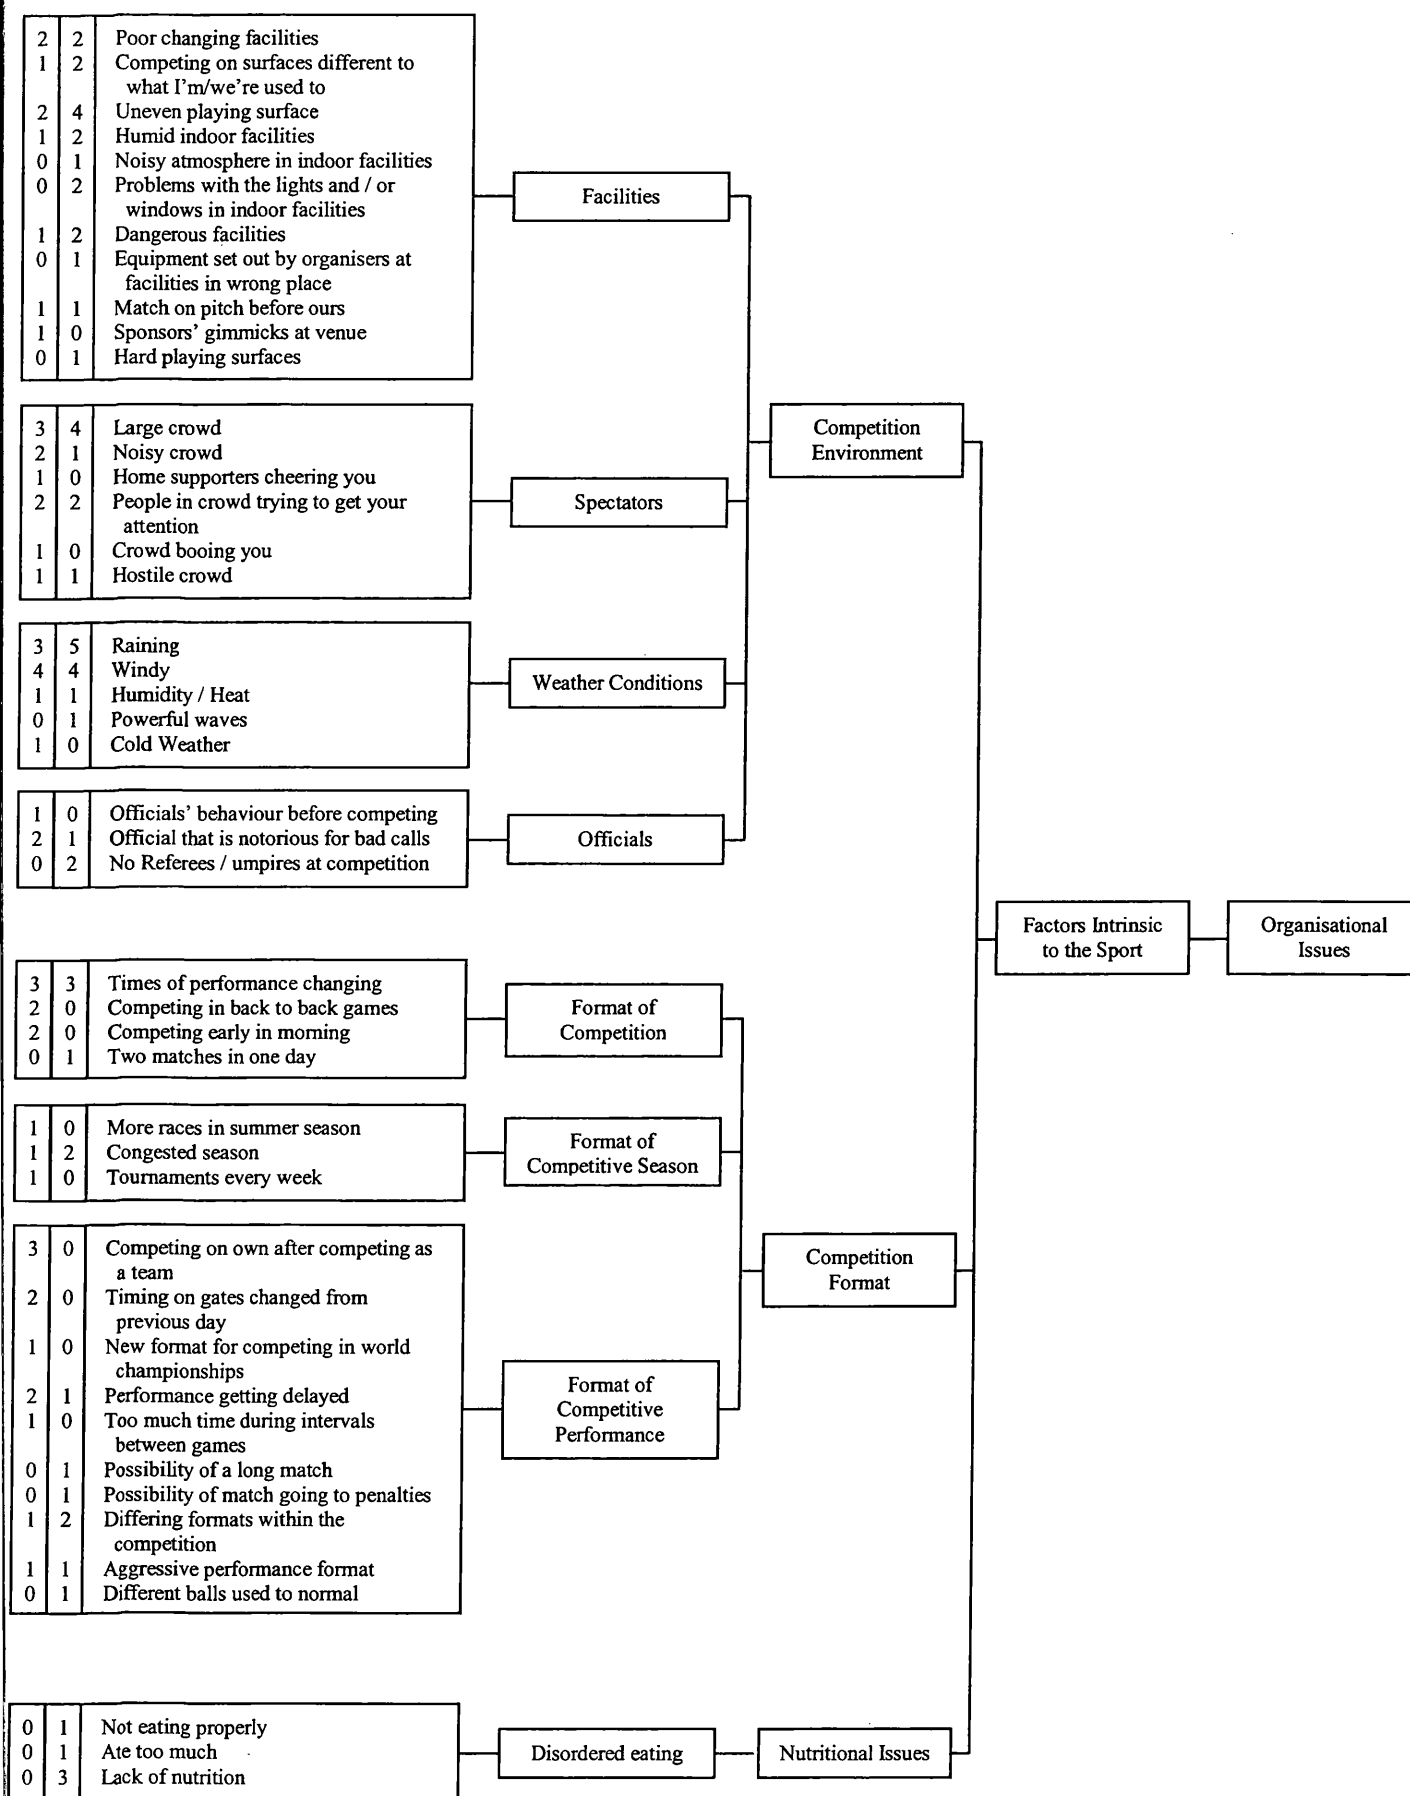 2 2 Poor changing facilities
1 2 Competing on surfaces different to
what I'm/we're used to
2 4 Uneven playing surface
1 2 Humid indoor facilities
0 1 Noisy atmosphere in indoor facilities
0 2 Problems with the lights and / or
windows in indoor facilities
1 2 Dangerous facilities
0 1 Equipment set out by organisers at
facilities in wrong place
1 1 Match on pitch before ours
1 0 Sponsors' gimmicks at venue
0 1 Hard playing surfaces
Facilities
3 4 Large crowd
2 1 Noisy crowd
1 0 Home supporters cheering you
2 2 People in crowd trying to get your
attention
1 0 Crowd booing you
1 1 Hostile crowd
Spectators
Competition
Environment
3 5 Raining
4 4 Windy
1 1 Humidity / Heat
0 1 Powerful waves
1 0 Cold Weather
Weather Conditions
1 0 Officials' behaviour before competing
2 1 Official that is notorious for bad calls
0 2 No Referees / umpires at competition
Officials
Factors Intrinsic
to the Sport
Organisational
Issues
3 3 Times of performance changing
2 0 Competing in back to back games
2 0 Competing early in morning
0 1 Two matches in one day
Format of
Competition
1 0 More races in summer season
1 2 Congested season
1 0 Tournaments every week
Format of
Competitive Season
3 0 Competing on own after competing as
a team
2 0 Timing on gates changed from
previous day
1 0 New format for competing in world
championships
2 1 Performance getting delayed
1 0 Too much time during intervals
between games
0 1 Possibility of a long match
0 1 Possibility of match going to penalties
1 2 Differing formats within the
competition
1 1 Aggressive performance format
0 1 Different balls used to normal
Format of
Competitive
Performance
Competition
Format
0 1 Not eating properly
0 1 Ate too much
0 3 Lack of nutrition
Disordered eating
Nutritional Issues